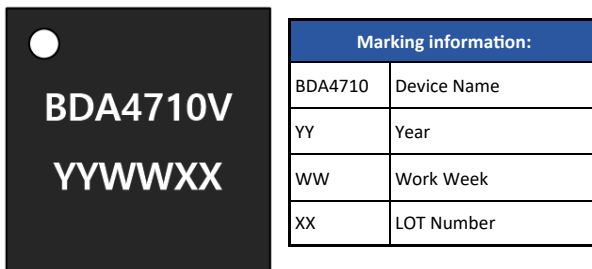 BDA4710V
YYWWXX
Marking information:
BDA4710 Device Name
YY Year
WW Work Week
XX LOT Number